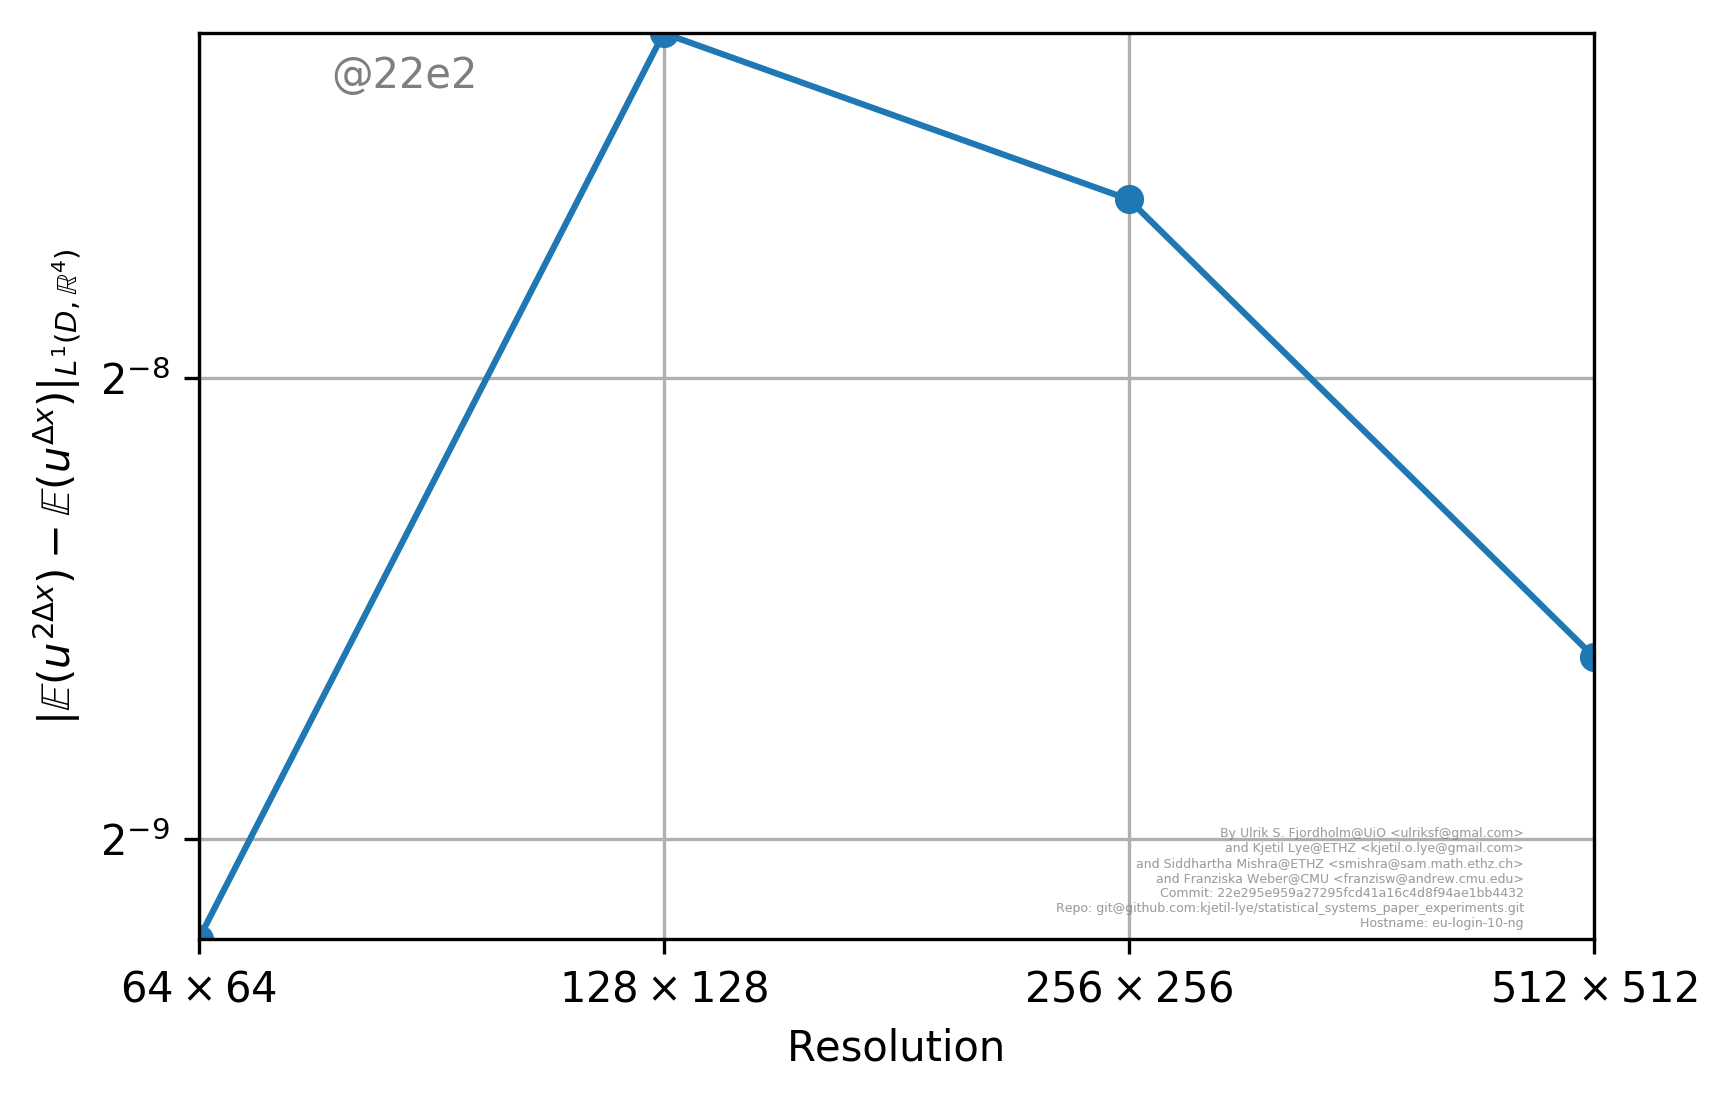 @22e2
|𝔼(u^{2Δx}) − 𝔼(u^{Δx})|_{L^1(D, ℝ^4)}
2^{−8}
2^{−9}
By Ulrik S. Fjordholm@UiO <ulriksf@gmal.com>
and Kjetil Lye@ETHZ <kjetil.o.lye@gmail.com>
and Siddhartha Mishra@ETHZ <smishra@sam.math.ethz.ch>
and Franziska Weber@CMU <franzisw@andrew.cmu.edu>
Commit: 22e295e959a27295fcd41a16c4d8f94ae1bb4432
Repo: git@github.com:kjetil-lye/statistical_systems_paper_experiments.git
Hostname: eu-login-10-ng
64 × 64 128 × 128 256 × 256 512 × 512
Resolution